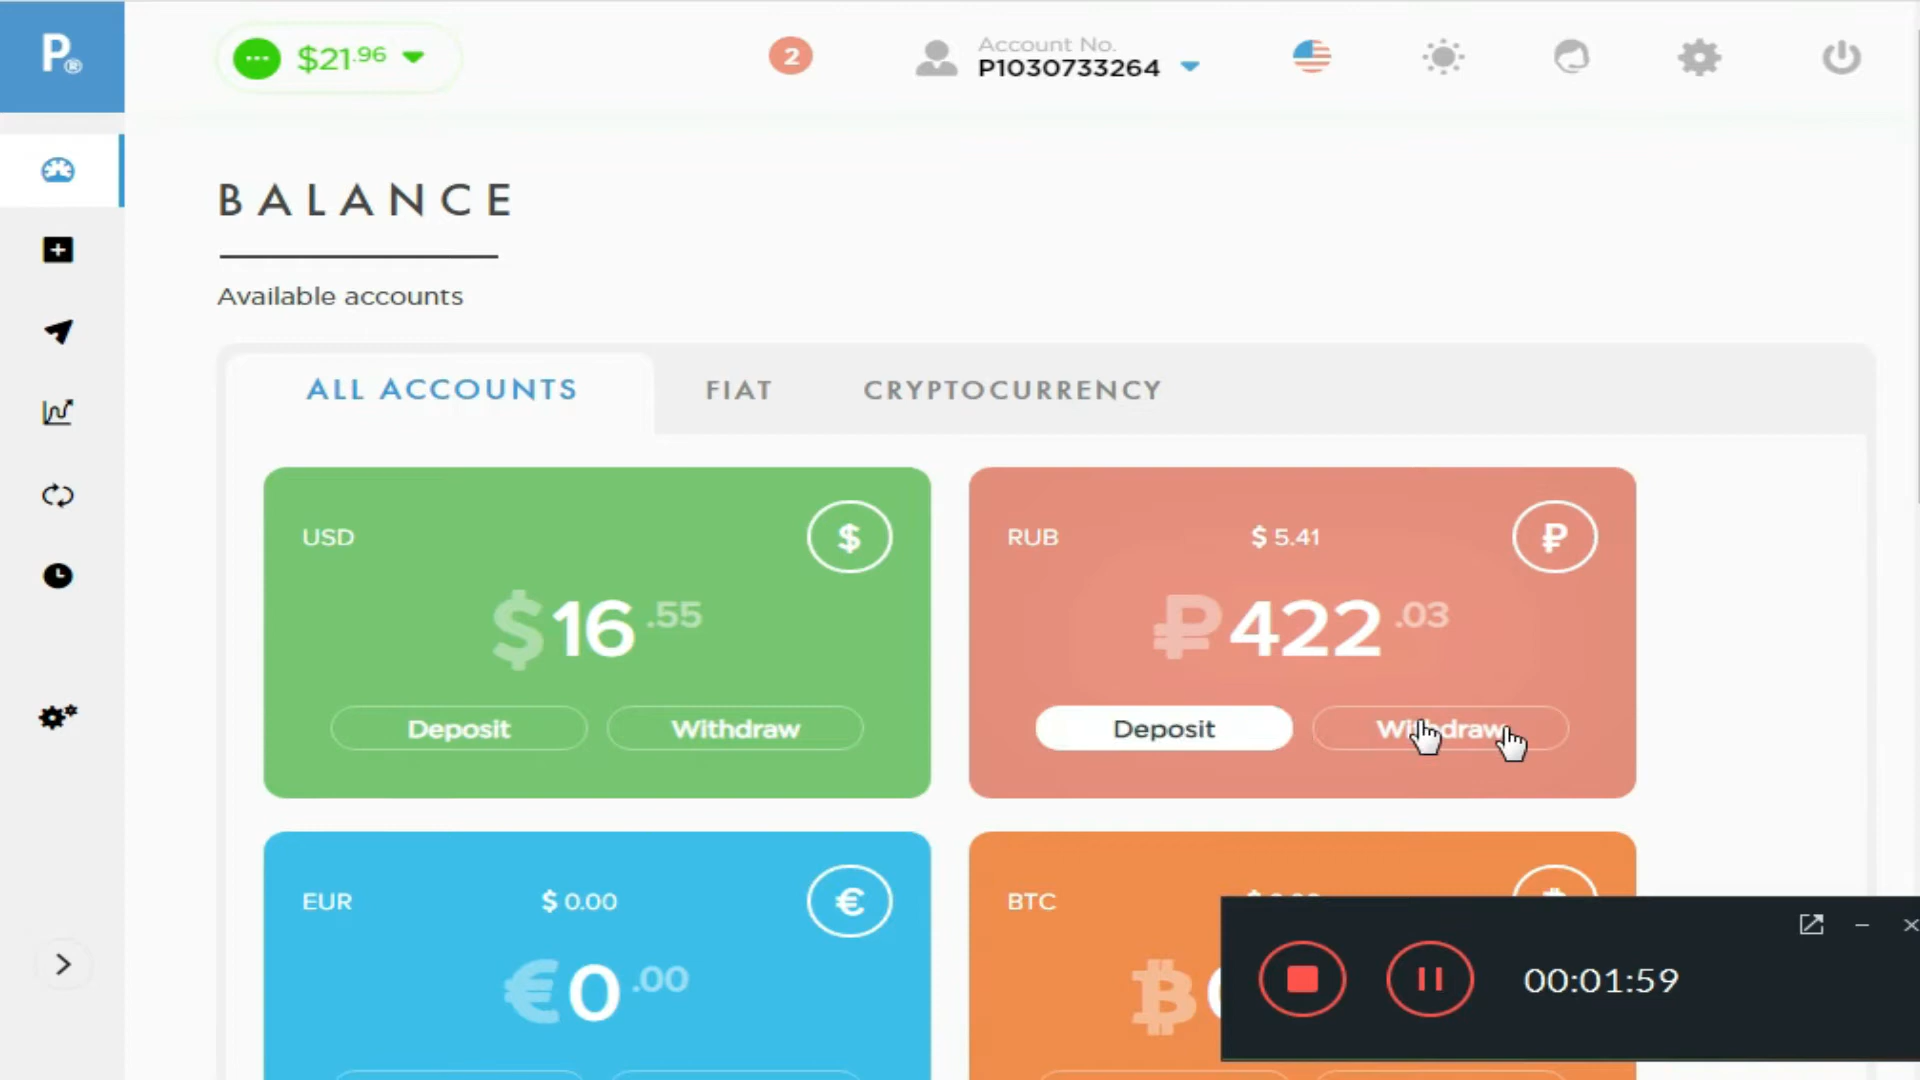 P®
$21.96
2
Account No.
P1030733264
BALANCE
Available accounts
ALL ACCOUNTS
FIAT
CRYPTOCURRENCY
USD
$
$16.55
Deposit
Withdraw
RUB
$ 5.41
₽
₽422.03
Deposit
Withdraw
EUR
$ 0.00
€
€0.00
BTC
00:01:59